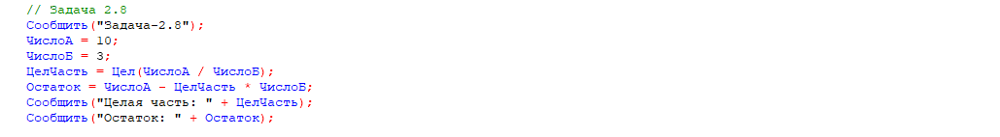 // Задача 2.8
Сообщить("Задача-2.8");
ЧислоА = 10;
ЧислоБ = 3;
ЦелЧасть = Цел(ЧислоА / ЧислоБ);
Остаток = ЧислоА - ЦелЧасть * ЧислоБ;
Сообщить("Целая часть: " + ЦелЧасть);
Сообщить("Остаток: " + Остаток);